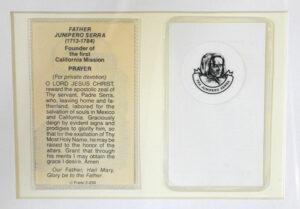 FATHER
JUNIPERO SERRA
(1713-1784)
Founder of
the first
California Mission
PRAYER
(For private devotion)
O LORD JESUS CHRIST,
reward the apostolic zeal of
Thy servant, Padre Serra,
who, leaving home and fa-
therland, labored for the
salvation of souls in Mexico
and California. Graciously
deign by evident signs and
prodigies to glorify him, so
that for the exaltation of Thy
Most Holy Name, he may be
raised to the honor of the
altars. Grant that through
his merits I may obtain the
grace I desire. Amen
Our Father, Hail Mary,
Glory be to the Father.
JUNIPERO SERRA